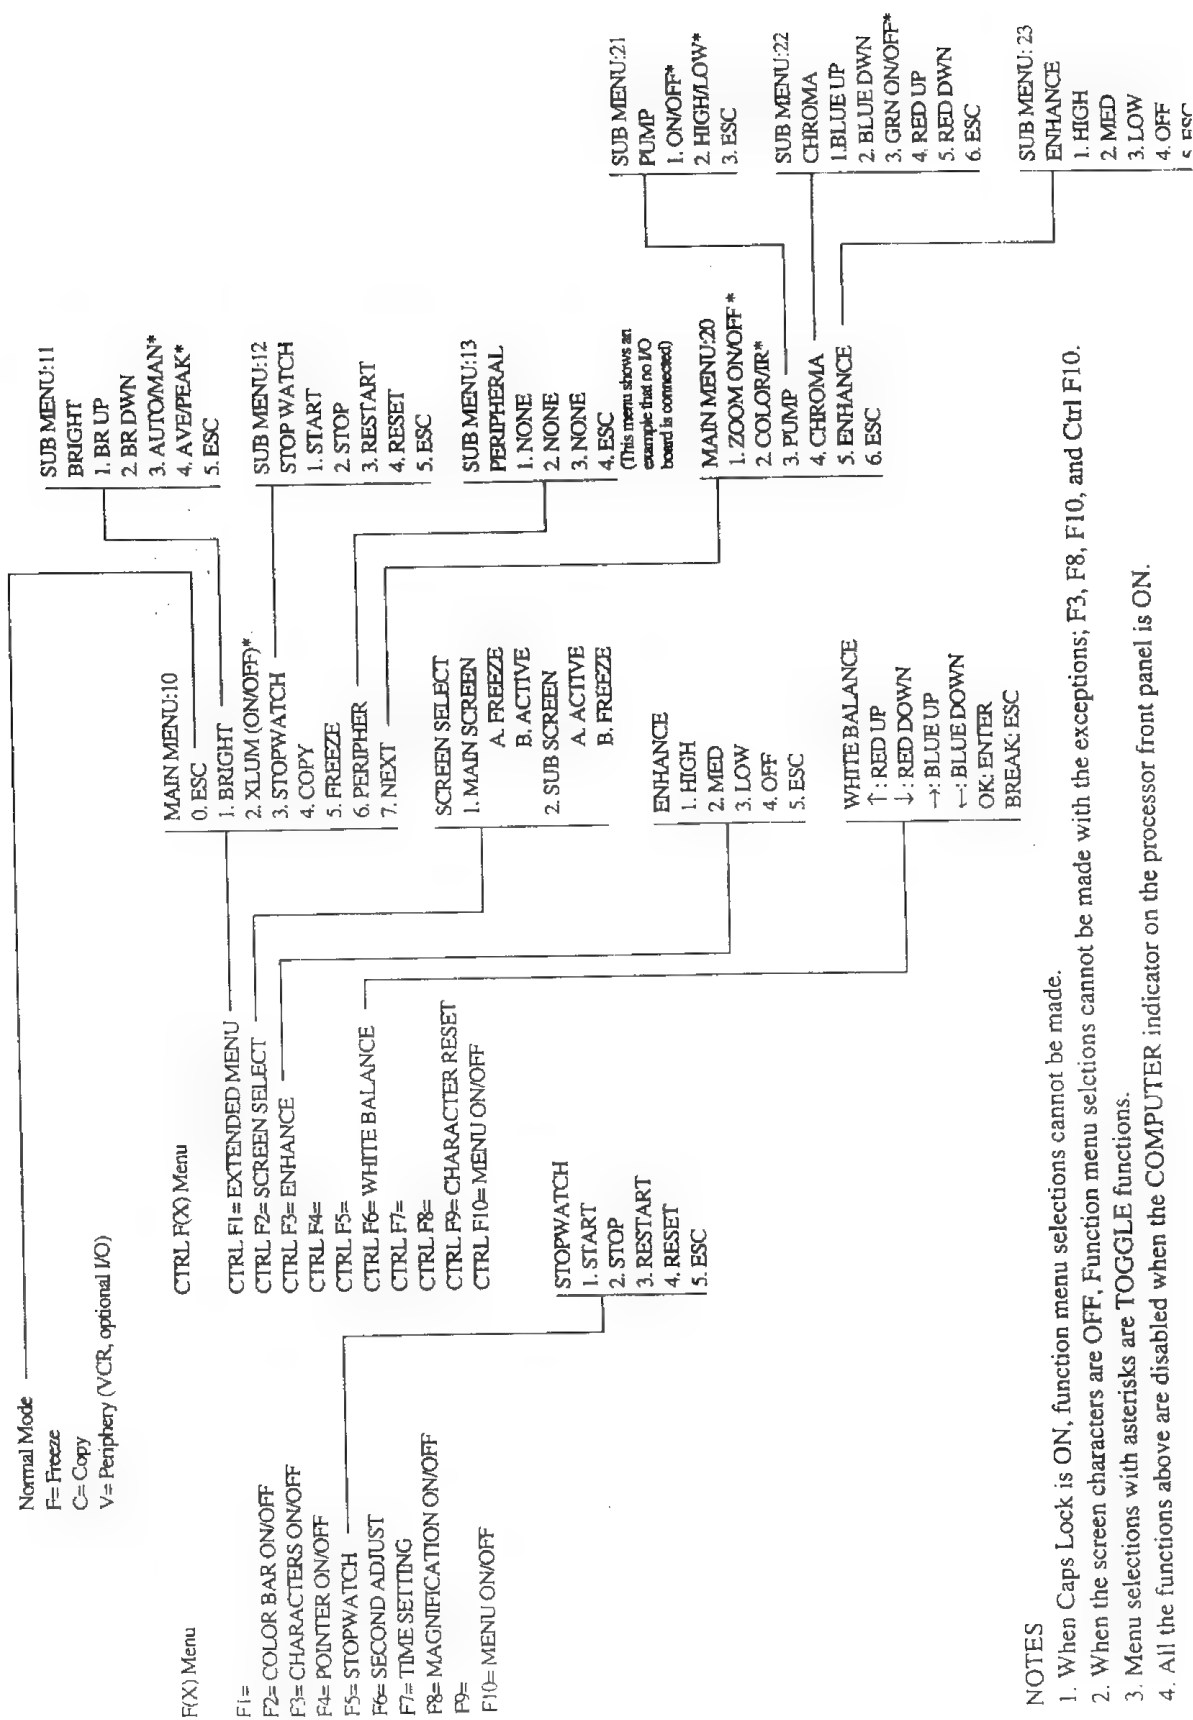 Normal Mode
F= Freeze
C= Copy
V= Periphery (VCR, optional I/O)
F(X) Menu
F1=
F2= COLOR BAR ON/OFF
F3= CHARACTERS ON/OFF
F4= POINTER ON/OFF
F5= STOPWATCH
F6= SECOND ADJUST
F7= TIME SETTING
F8= MAGNIFICATION ON/OFF
F9=
F10= MENU ON/OFF
STOPWATCH
1. START
2. STOP
3. RESTART
4. RESET
5. ESC
CTRL F(X) Menu
CTRL F1= EXTENDED MENU
CTRL F2= SCREEN SELECT
CTRL F3= ENHANCE
CTRL F4=
CTRL F5=
CTRL F6= WHITE BALANCE
CTRL F7=
CTRL F8=
CTRL F9= CHARACTER RESET
CTRL F10= MENU ON/OFF
MAIN MENU:10
0. ESC
1. BRIGHT
2. XLUM (ON/OFF)*
3. STOPWATCH
4. COPY
5. FREEZE
6. PERIPHER
7. NEXT
SCREEN SELECT
1. MAIN SCREEN
A. FREEZE
B. ACTIVE
2. SUB SCREEN
A. ACTIVE
B. FREEZE
ENHANCE
1. HIGH
2. MED
3. LOW
4. OFF
5. ESC
WHITE BALANCE
↑: RED UP
↓: RED DOWN
→: BLUE UP
←: BLUE DOWN
OK: ENTER
BREAK: ESC
SUB MENU:11
BRIGHT
1. BR UP
2. BR DWN
3. AUTO/MAN*
4. AVE/PEAK*
5. ESC
SUB MENU:12
STOP WATCH
1. START
2. STOP
3. RESTART
4. RESET
5. ESC
SUB MENU:13
PERIPHERAL
1. NONE
2. NONE
3. NONE
4. ESC
(This menu shows an
example that no I/O
board is connected)
MAIN MENU:20
1. ZOOM ON/OFF*
2. COLOR/IR*
3. PUMP
4. CHROMA
5. ENHANCE
6. ESC
SUB MENU:21
PUMP
1. ON/OFF*
2. HIGH/LOW*
3. ESC
SUB MENU:22
CHROMA
1.BLUE UP
2. BLUE DWN
3. GRN ON/OFF*
4. RED UP
5. RED DWN
6. ESC
SUB MENU: 23
ENHANCE
1. HIGH
2. MED
3. LOW
4. OFF
5. ESC
NOTES
1. When Caps Lock is ON, function menu selections cannot be made.
2. When the screen characters are OFF, Function menu selctions cannot be made with the exceptions; F3, F8, F10, and Ctrl F10.
3. Menu selections with asterisks are TOGGLE functions.
4. All the functions above are disabled when the COMPUTER indicator on the processor front panel is ON.